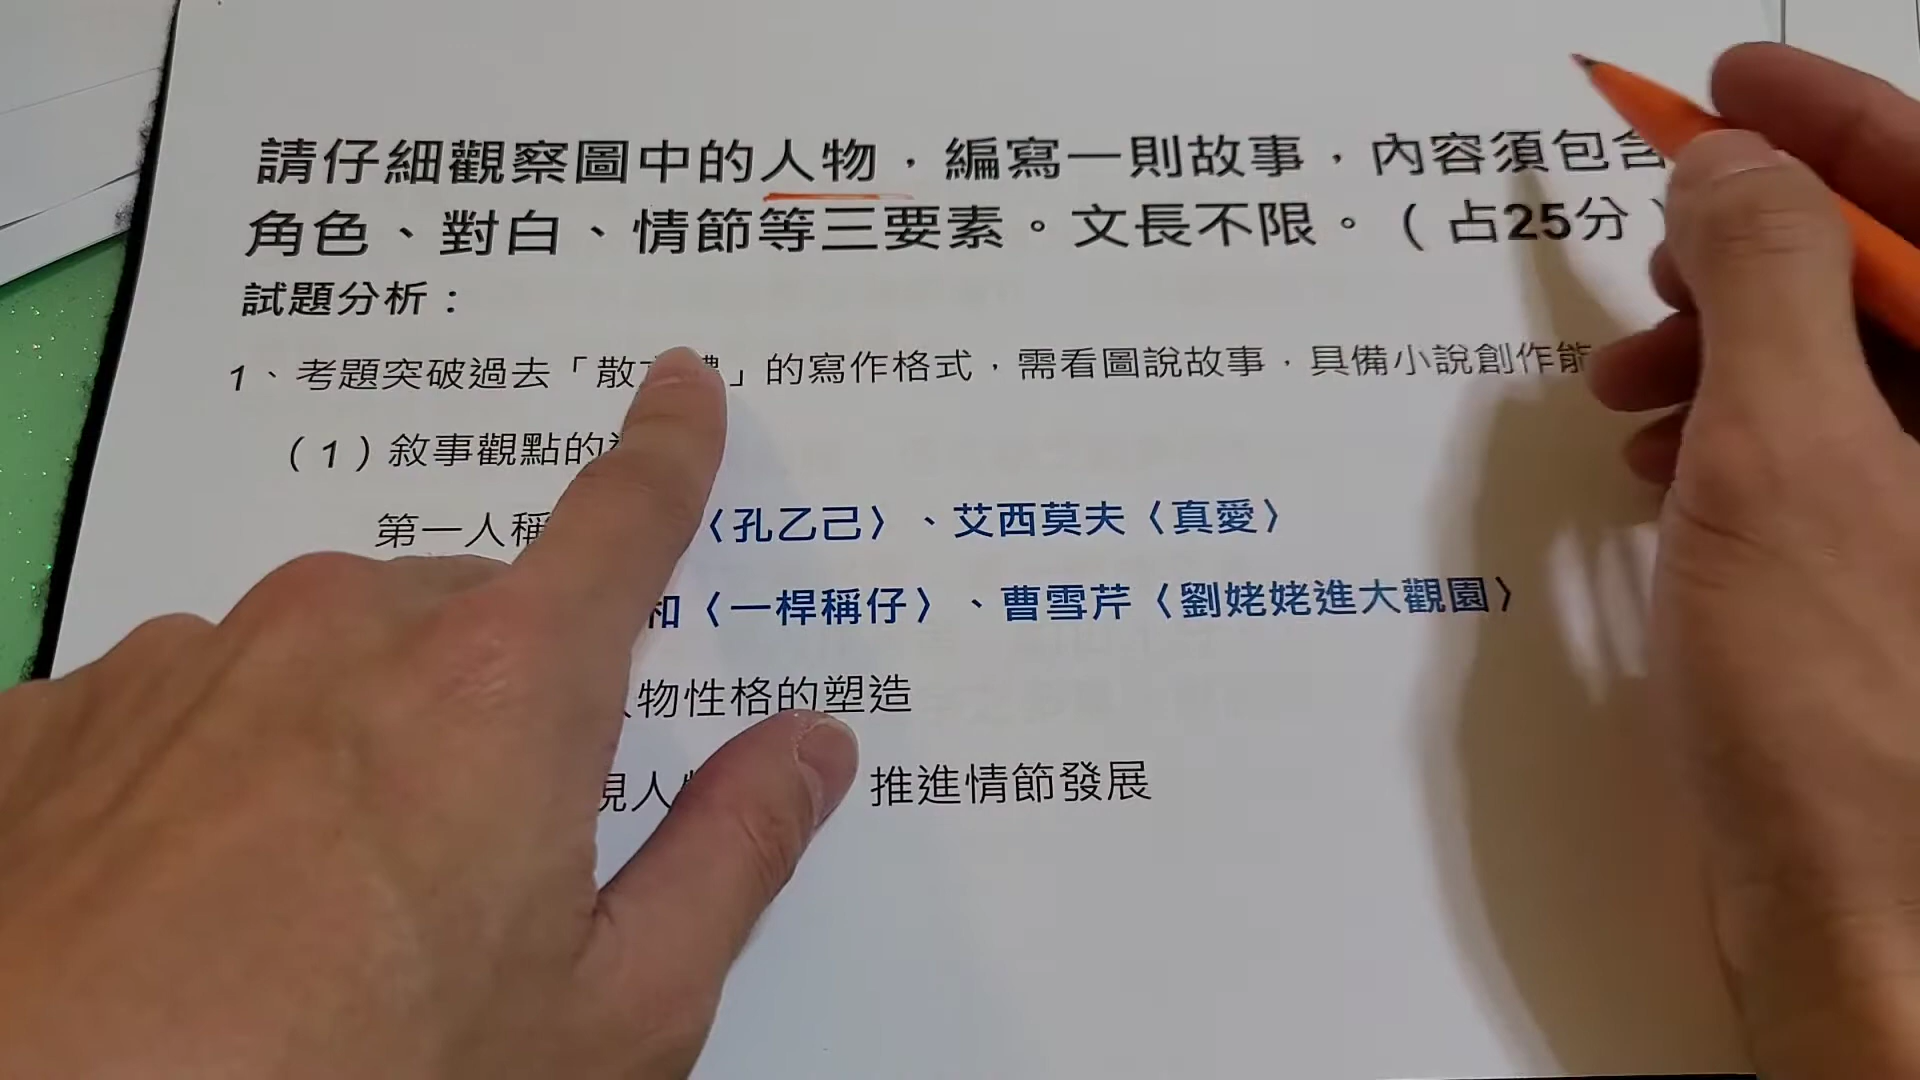 請仔細觀察圖中的人物，編寫一則故事，內容須包含
角色、對白、情節等三要素。文長不限。（占25分）
試題分析：
1、考題突破過去「散」的寫作格式，需看圖說故事，具備小說創作能
（1）敘事觀點的
第一人稱〈孔乙己〉、艾西莫夫〈真愛〉
和〈一桿稱仔〉、曹雪芹〈劉姥姥進大觀園〉
物性格的塑造
現人推進情節發展